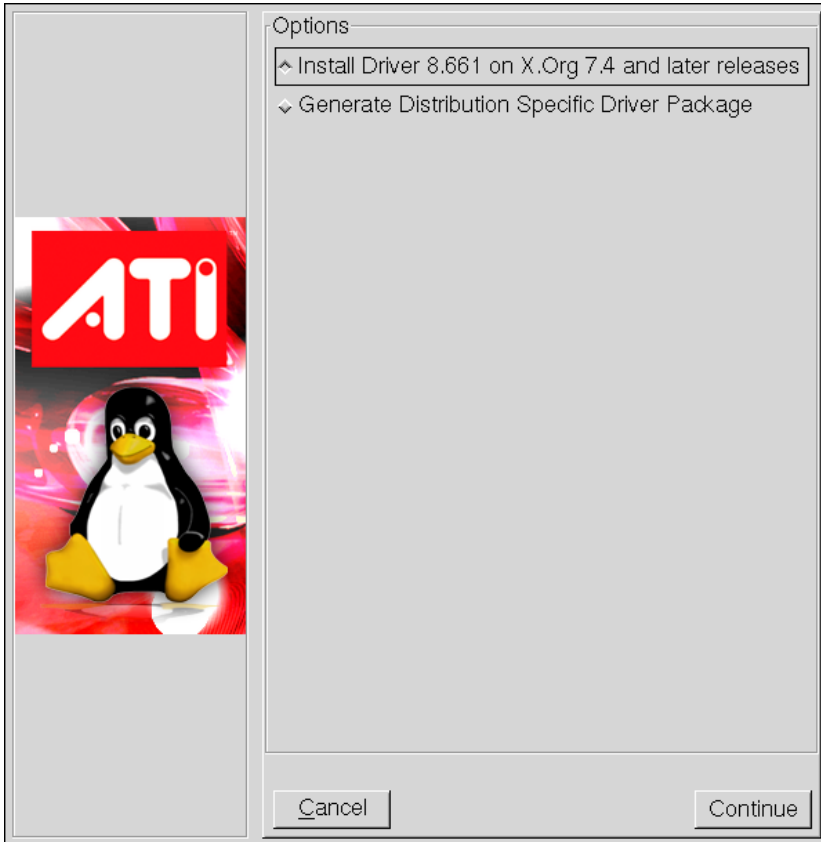 Options
Install Driver 8.661 on X.Org 7.4 and later releases
Generate Distribution Specific Driver Package
ATI
TM
Cancel
Continue